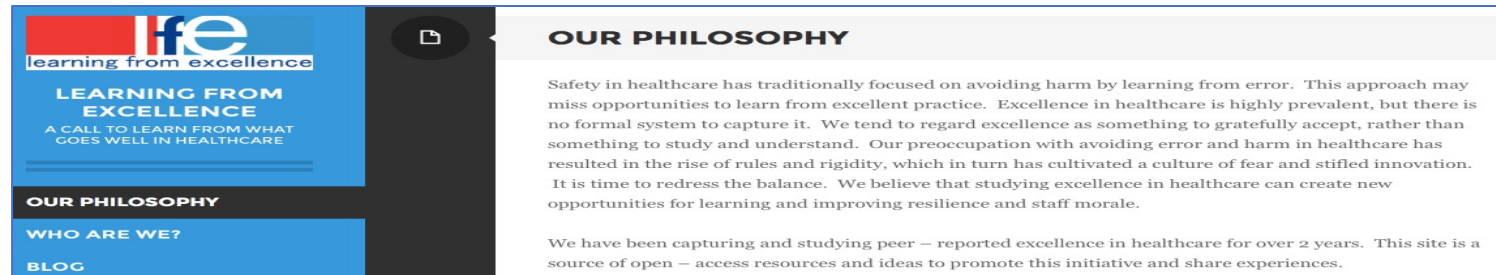 lfe
learning from excellence
LEARNING FROM
EXCELLENCE
A CALL TO LEARN FROM WHAT
GOES WELL IN HEALTHCARE
OUR PHILOSOPHY
WHO ARE WE?
BLOG
OUR PHILOSOPHY
Safety in healthcare has traditionally focused on avoiding harm by learning from error.  This approach may
miss opportunities to learn from excellent practice.  Excellence in healthcare is highly prevalent, but there is
no formal system to capture it.  We tend to regard excellence as something to gratefully accept, rather than
something to study and understand.  Our preoccupation with avoiding error and harm in healthcare has
resulted in the rise of rules and rigidity, which in turn has cultivated a culture of fear and stifled innovation.
It is time to redress the balance.  We believe that studying excellence in healthcare can create new
opportunities for learning and improving resilience and staff morale.
We have been capturing and studying peer – reported excellence in healthcare for over 2 years.  This site is a
source of open – access resources and ideas to promote this initiative and share experiences.